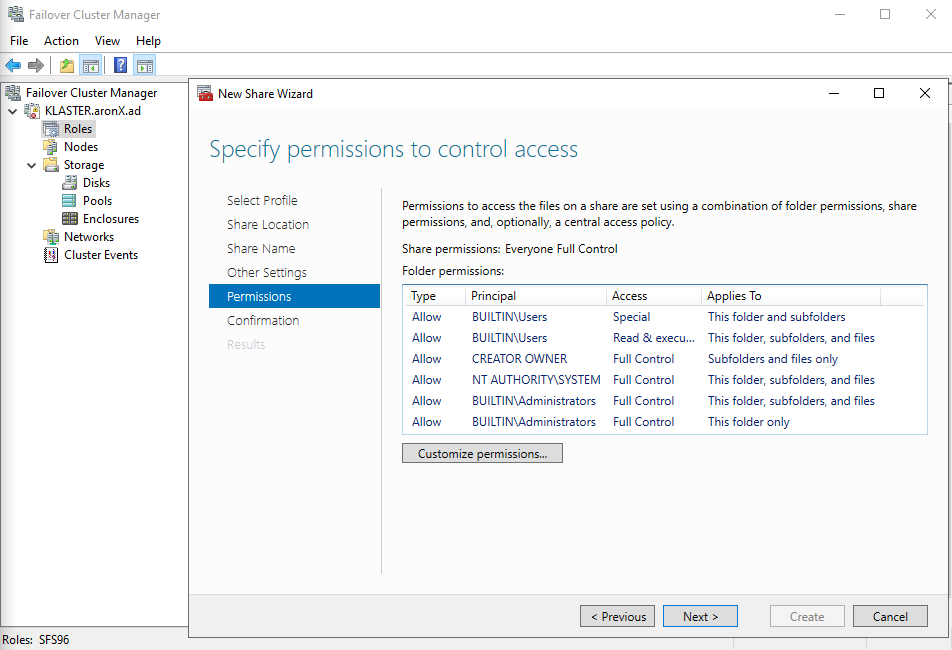 Failover Cluster Manager
File Action View Help
Failover Cluster Manager
KLASTER.aronX.ad
Roles
Nodes
Storage
Disks
Pools
Enclosures
Networks
Cluster Events
Roles: SFS96
New Share Wizard
Specify permissions to control access
Select Profile
Share Location
Share Name
Other Settings
Permissions
Confirmation
Results
Permissions to access the files on a share are set using a combination of folder permissions, share
permissions, and, optionally, a central access policy.
Share permissions: Everyone Full Control
Folder permissions:
Type Principal Access Applies To
Allow BUILTIN\Users Special This folder and subfolders
Allow BUILTIN\Users Read & execu... This folder, subfolders, and files
Allow CREATOR OWNER Full Control Subfolders and files only
Allow NT AUTHORITY\SYSTEM Full Control This folder, subfolders, and files
Allow BUILTIN\Administrators Full Control This folder, subfolders, and files
Allow BUILTIN\Administrators Full Control This folder only
Customize permissions...
< Previous Next > Create Cancel